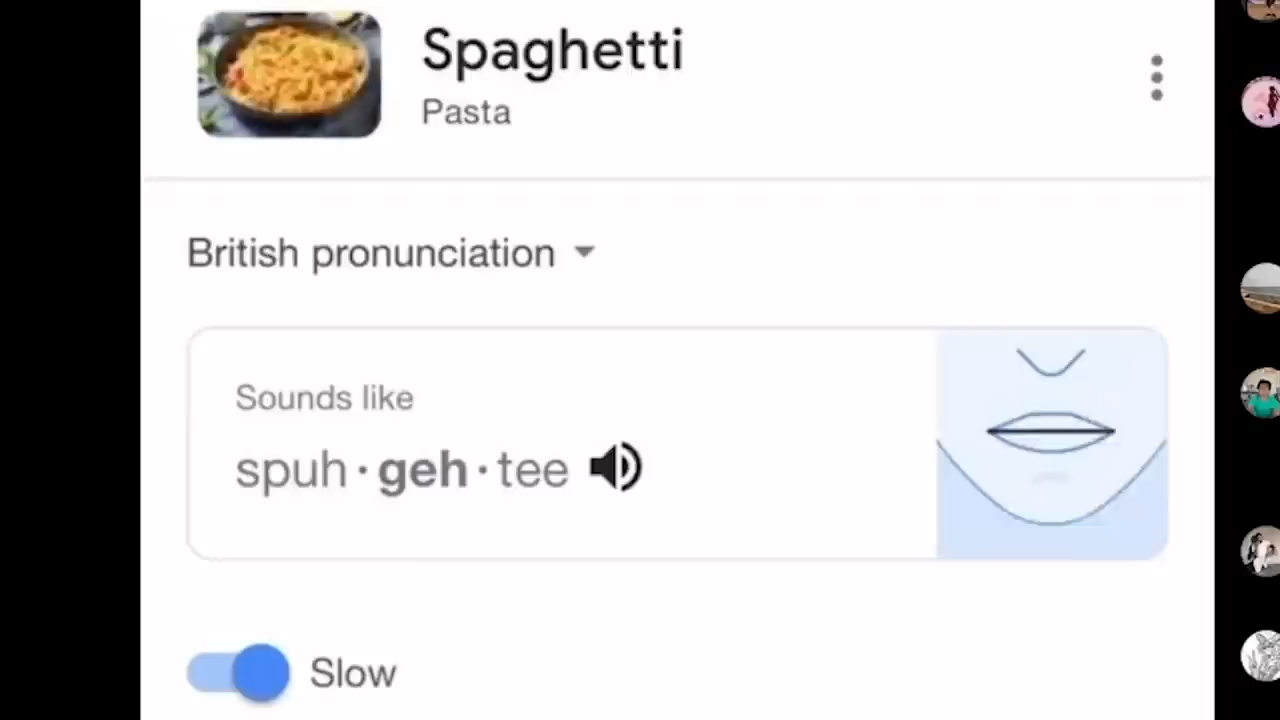 Spaghetti
Pasta
British pronunciation
Sounds like
spuh · geh · tee
Slow